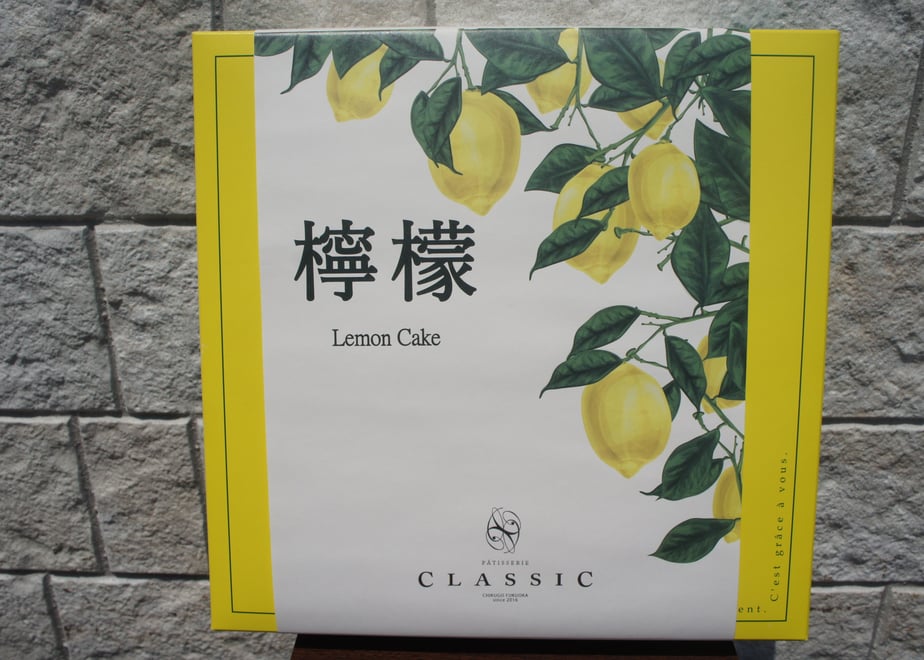 檸檬
Lemon Cake
PÂTISSERIE
CLASSIC
CHIKUGO FUKUOKA
since 2016
ent.
C'est grâce à vous.